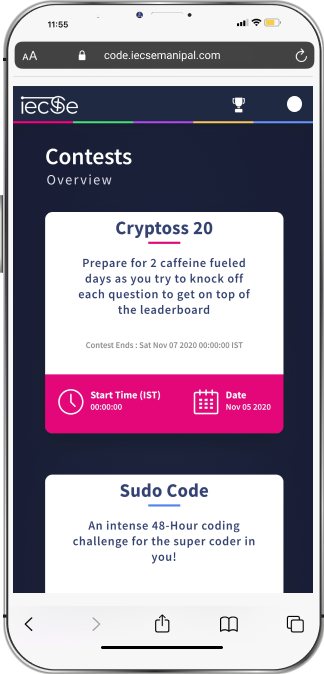 11:55
AA
code.iecsemanipal.com
iecse
Contests
Overview
Cryptoss 20
Prepare for 2 caffeine fueled
days as you try to knock off
each question to get on top of
the leaderboard
Contest Ends : Sat Nov 07 2020 00:00:00 IST
Start Time (IST)
00:00:00
Date
Nov 05 2020
Sudo Code
An intense 48-Hour coding
challenge for the super coder in
you!